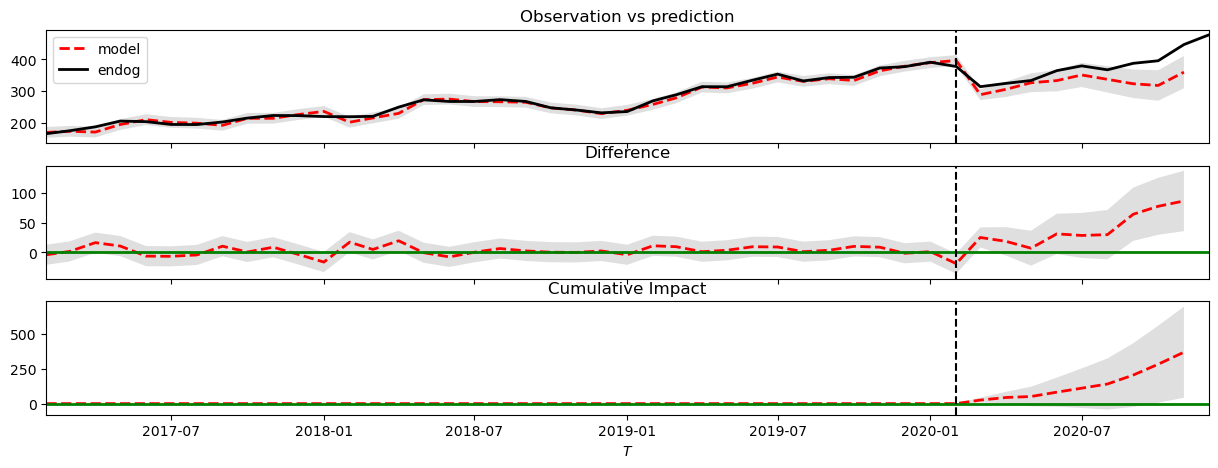 Observation vs prediction
model
endog
400
300
200
Difference
100
50
0
Cumulative Impact
500
250
0
2017-07 2018-01 2018-07 2019-01 2019-07 2020-01 2020-07
T